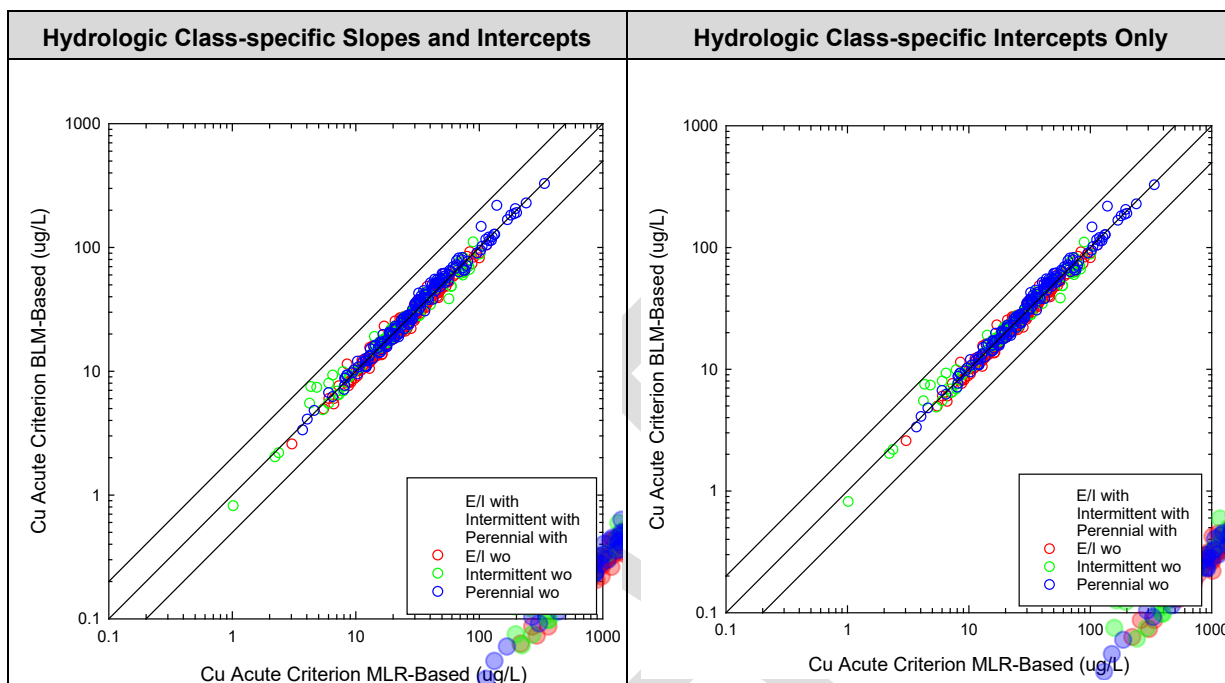 Hydrologic Class-specific Slopes and Intercepts
Hydrologic Class-specific Intercepts Only
1000
100
10
1
0.1
Cu Acute Criterion BLM-Based (ug/L)
E/I with
Intermittent with
Perennial with
E/I wo
Intermittent wo
Perennial wo
0.1 1 10 100 1000
Cu Acute Criterion MLR-Based (ug/L)
1000
100
10
1
0.1
Cu Acute Criterion BLM-Based (ug/L)
E/I with
Intermittent with
Perennial with
E/I wo
Intermittent wo
Perennial wo
0.1 1 10 100 1000
Cu Acute Criterion MLR-Based (ug/L)